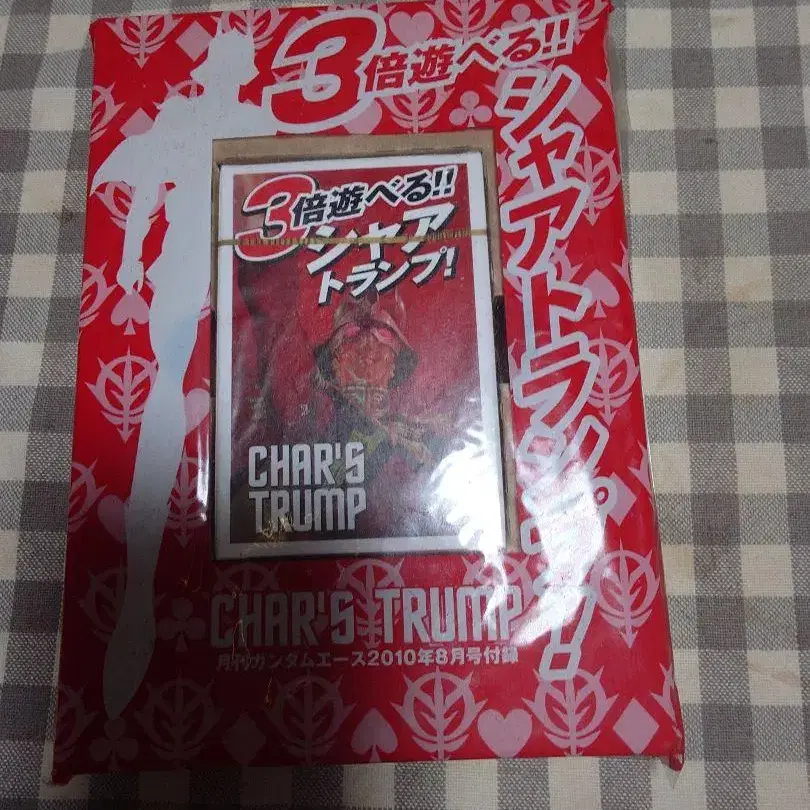 3倍遊べる!!
シャアトランプ!
3倍遊べる!!
シャア
トランプ!
CHAR'S
TRUMP
CHAR'S TRUMP
月刊ガンダムエース2010年8月号付録